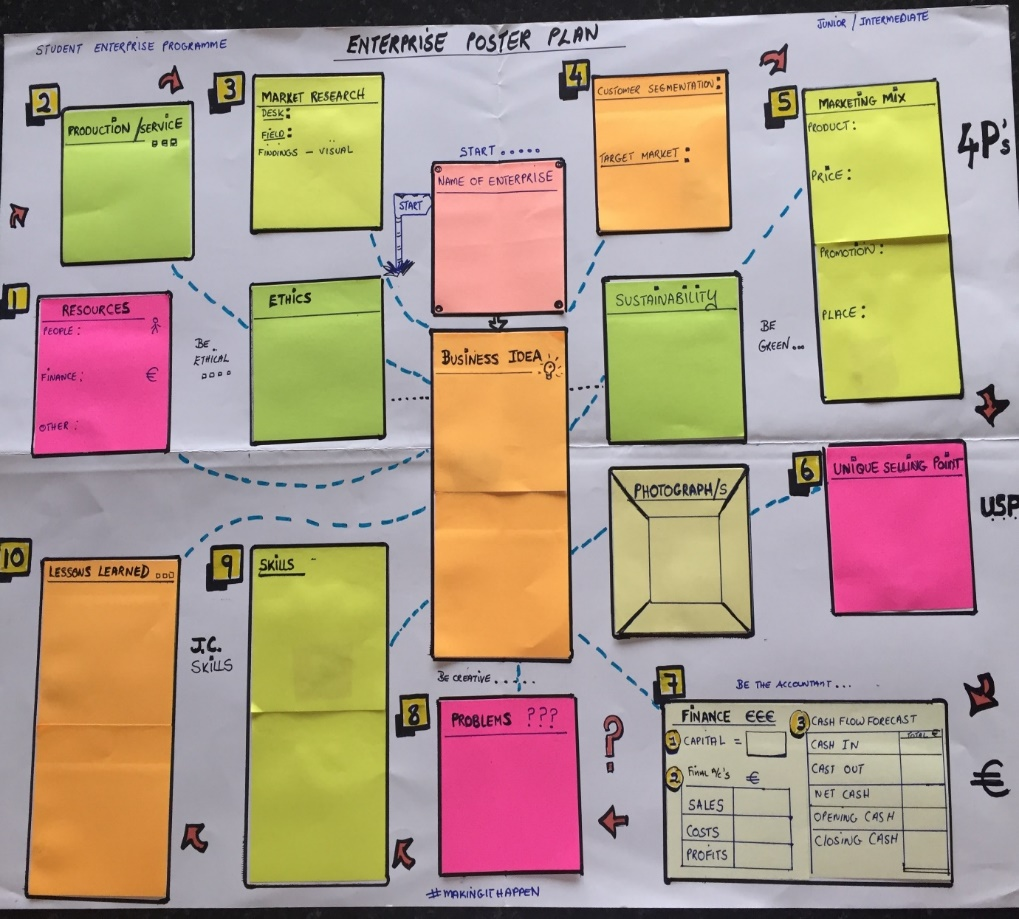 STUDENT ENTERPRISE PROGRAMME
ENTERPRISE POSTER PLAN
JUNIOR / INTERMEDIATE
2
PRODUCTION /SERVICE
3
MARKET RESEARCH
DESK:
FIELD:
FINDINGS - VISUAL
START .....
NAME OF ENTERPRISE
START
4
CUSTOMER SEGMENTATION:
TARGET MARKET :
5
MARKETING MIX
PRODUCT :
PRICE :
PROMOTION :
PLACE :
4P's
1
RESOURCES
PEOPLE :
FINANCE : €
OTHER :
BE
ETHICAL
....
ETHICS
BUSINESS IDEA
SUSTAINABILITY
BE
GREEN...
PHOTOGRAPH/S
6
UNIQUE SELLING POINT
USP
10
LESSONS LEARNED ...
J.C.
SKILLS
9
SKILLS
BE CREATIVE .....
8
PROBLEMS ???
?
#MAKINGITHAPPEN
7
BE THE ACCOUNTANT ...
FINANCE €€€
1 CAPITAL =
2 FINAL A/C'S €
SALES
COSTS
PROFITS
3 CASH FLOW FORECAST
TOTAL €
CASH IN
CAST OUT
NET CASH
OPENING CASH
CLOSING CASH
€